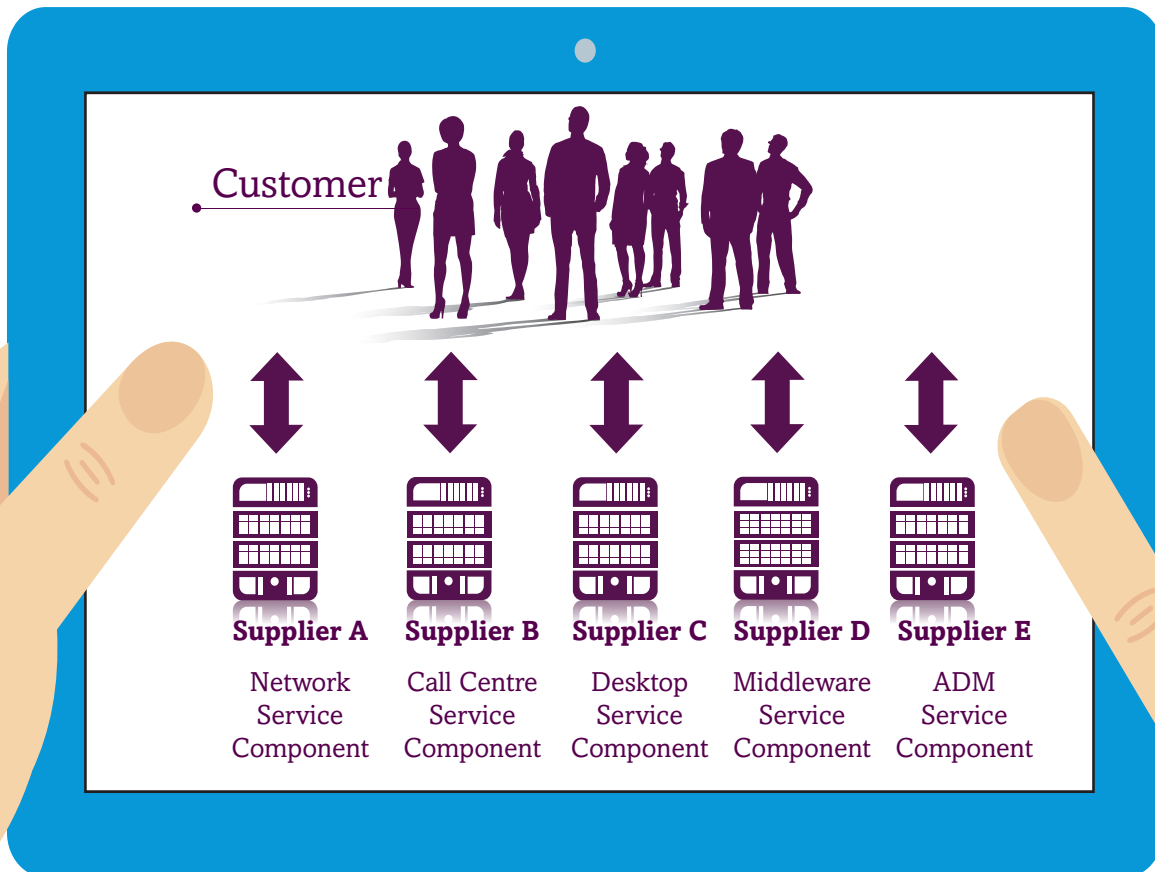 Customer
Supplier A
Network
Service
Component
Supplier B
Call Centre
Service
Component
Supplier C
Desktop
Service
Component
Supplier D
Middleware
Service
Component
Supplier E
ADM
Service
Component